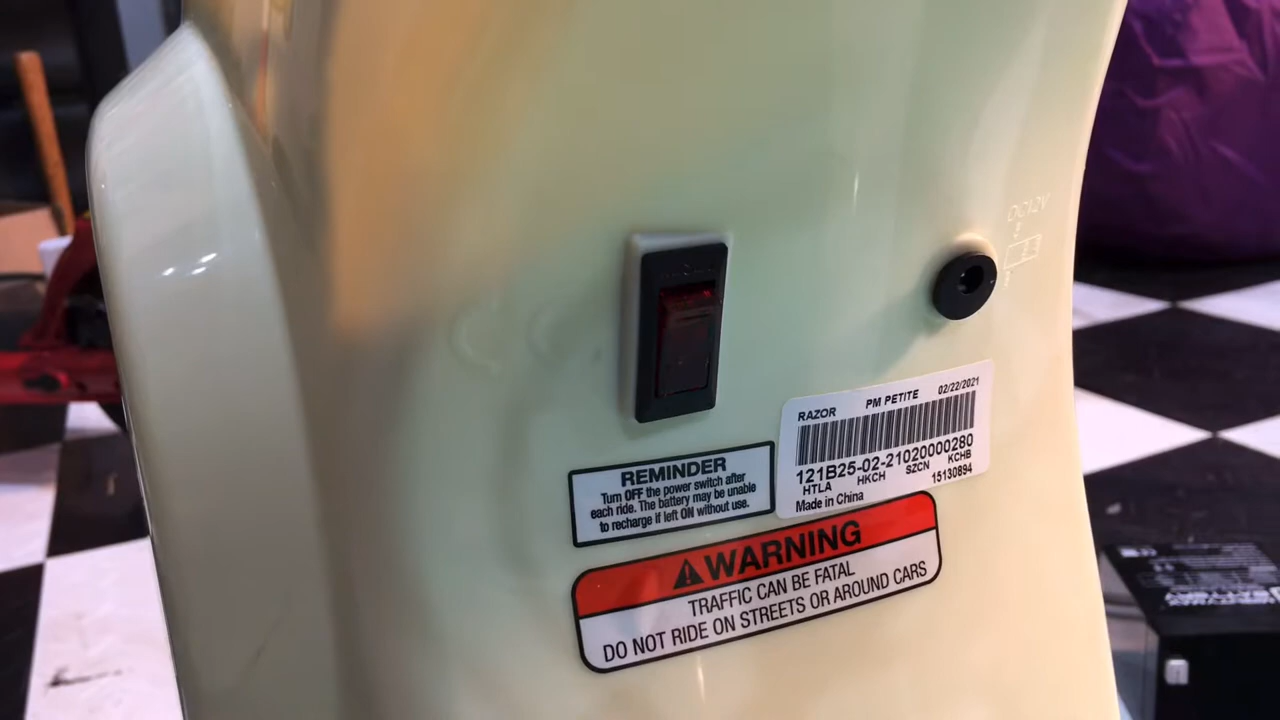 DC12V
RAZOR PM PETITE 02/22/2021
121B25-02-21020000280
HTLA HKCH SZCN KCHB
Made in China 15130894
REMINDER
Turn OFF the power switch after
each ride. The battery may be unable
to recharge if left ON without use.
WARNING
TRAFFIC CAN BE FATAL
DO NOT RIDE ON STREETS OR AROUND CARS